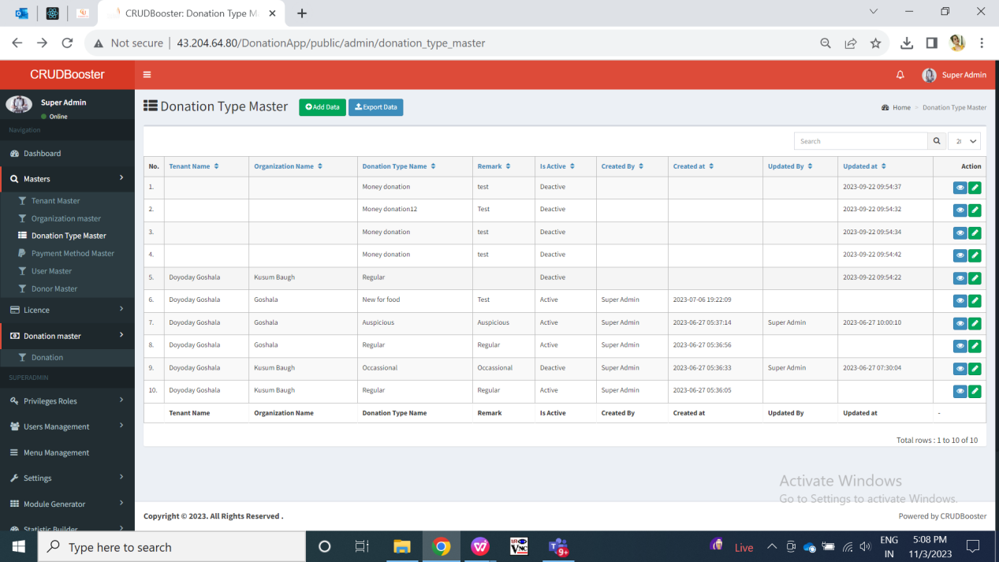 CRUDBooster: Donation Type M
Not secure 43.204.64.80/DonationApp/public/admin/donation_type_master
CRUDBooster
Super Admin
Super Admin
Online
Donation Type Master Add Data Export Data
Home Donation Type Master
Navigation
Dashboard
Masters
Tenant Master
Organization master
Donation Type Master
Payment Method Master
User Master
Donor Master
Licence
Donation master
Donation
SUPERADMIN
Privileges Roles
Users Management
Menu Management
Settings
Module Generator
Statistic Builder
Search
No. Tenant Name Organization Name Donation Type Name Remark Is Active Created By Created at Updated By Updated at Action
1. Money donation test Deactive 2023-09-22 09:54:37
2. Money donation12 Test Deactive 2023-09-22 09:54:32
3. Money donation test Deactive 2023-09-22 09:54:34
4. Money donation test Deactive 2023-09-22 09:54:42
5. Doyoday Goshala Kusum Baugh Regular Deactive 2023-09-22 09:54:22
6. Doyoday Goshala Goshala New for food Test Active Super Admin 2023-07-06 19:22:09
7. Doyoday Goshala Goshala Auspicious Auspicious Active Super Admin 2023-06-27 05:37:14 Super Admin 2023-06-27 10:00:10
8. Doyoday Goshala Goshala Regular Regular Active Super Admin 2023-06-27 05:36:56
9. Doyoday Goshala Kusum Baugh Occassional Occassional Deactive Super Admin 2023-06-27 05:36:33 Super Admin 2023-06-27 07:30:04
10. Doyoday Goshala Kusum Baugh Regular Regular Active Super Admin 2023-06-27 05:36:05
Tenant Name Organization Name Donation Type Name Remark Is Active Created By Created at Updated By Updated at -
Total rows : 1 to 10 of 10
Activate Windows
Go to Settings to activate Windows.
Copyright © 2023. All Rights Reserved .
Powered by CRUDBooster
Type here to search
VNC
9+
Live
ENG
IN
5:08 PM
11/3/2023